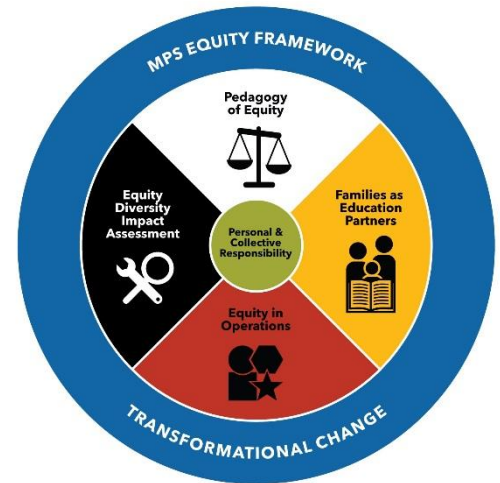 MPS EQUITY FRAMEWORK
Pedagogy
of Equity
Equity
Diversity
Impact
Assessment
Families as
Education
Partners
Personal &
Collective
Responsibility
Equity in
Operations
TRANSFORMATIONAL CHANGE